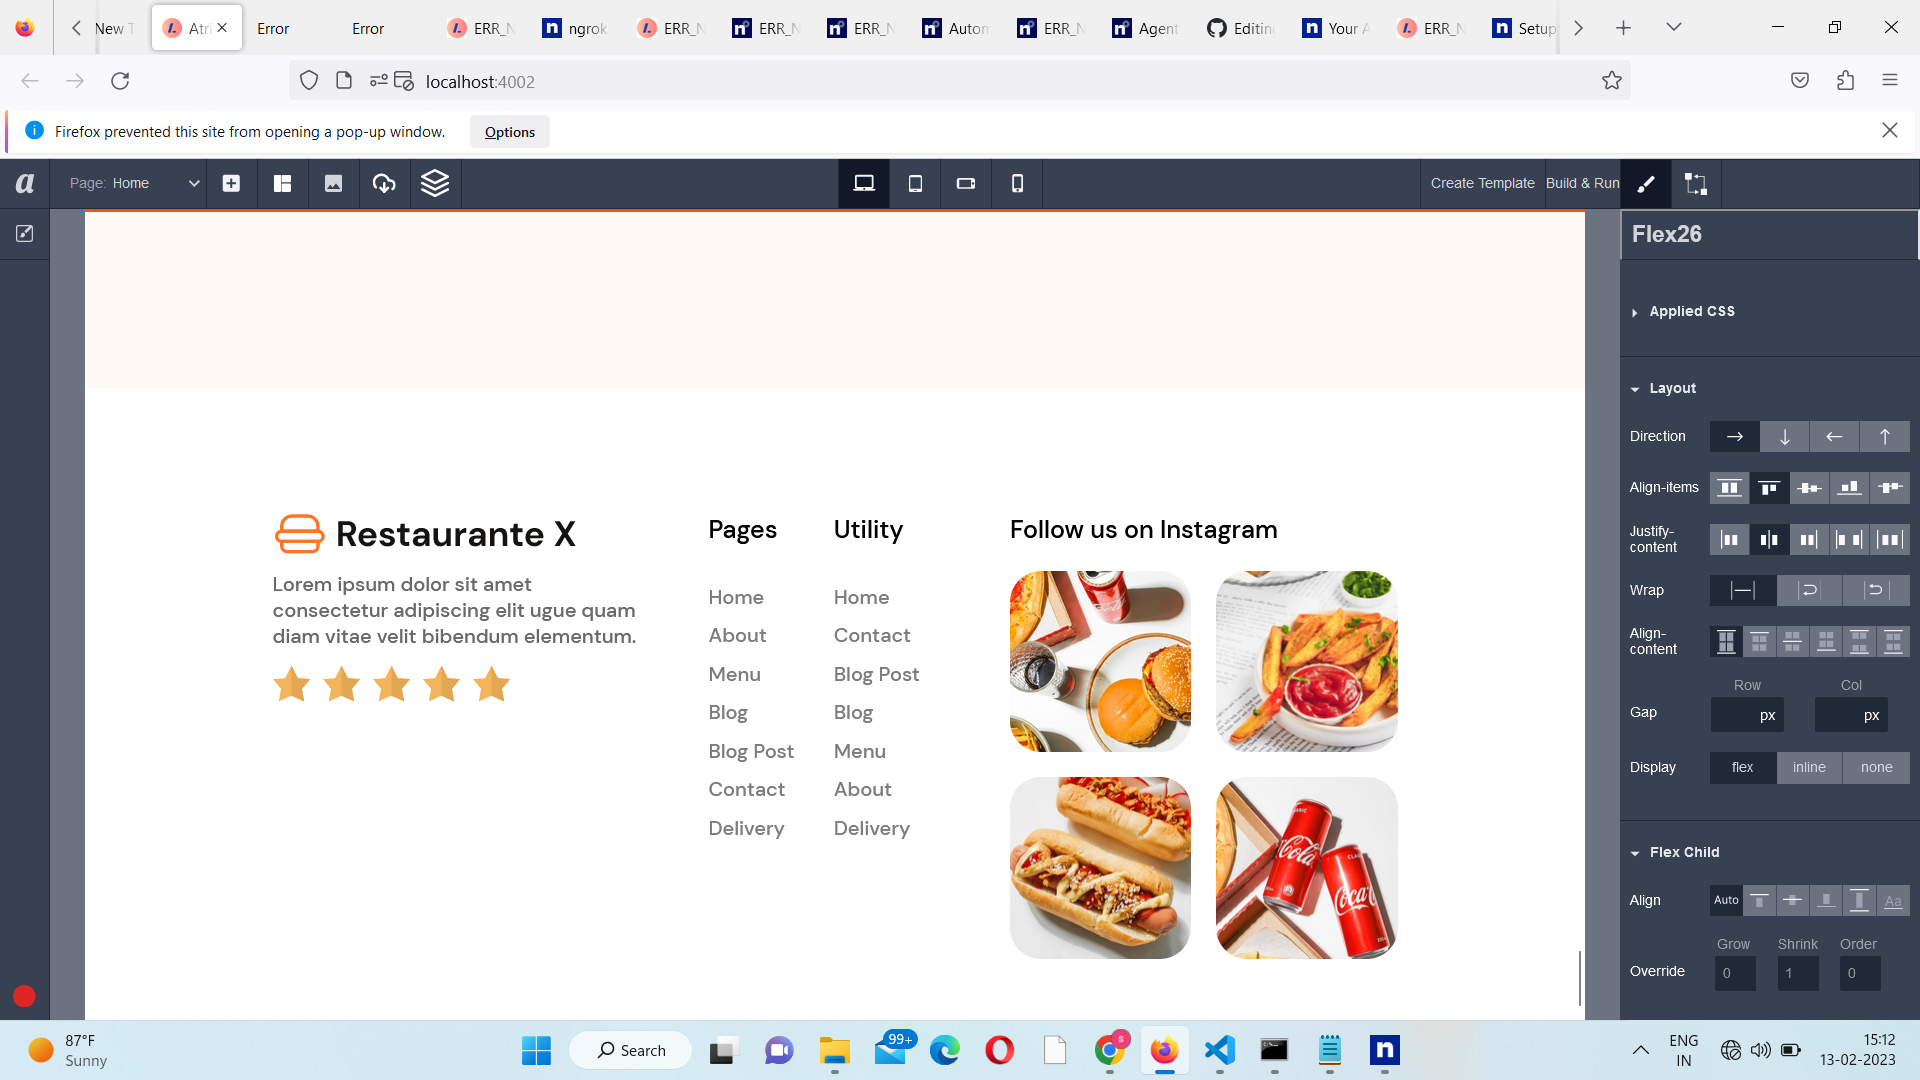 New T
Atri
Error
Error
ERR_N
ngrok
ERR_N
ERR_N
ERR_N
Autom
ERR_N
Agent
Editin
Your A
ERR_N
Setup
localhost:4002
Firefox prevented this site from opening a pop-up window.
Options
a
Page: Home
Create Template
Build & Run
Flex26
Applied CSS
Layout
Direction
Align-items
Justify-
content
Wrap
Align-
content
Row
Col
Gap
px
px
Display
flex
inline
none
Flex Child
Align
Auto
Aa
Grow
Shrink
Order
Override
0
1
0
Restaurante X
Lorem ipsum dolor sit amet
consectetur adipiscing elit ugue quam
diam vitae velit bibendum elementum.
Pages
Home
About
Menu
Blog
Blog Post
Contact
Delivery
Utility
Home
Contact
Blog Post
Blog
Menu
About
Delivery
Follow us on Instagram
87°F
Sunny
Search
99+
S
ENG
IN
15:12
13-02-2023